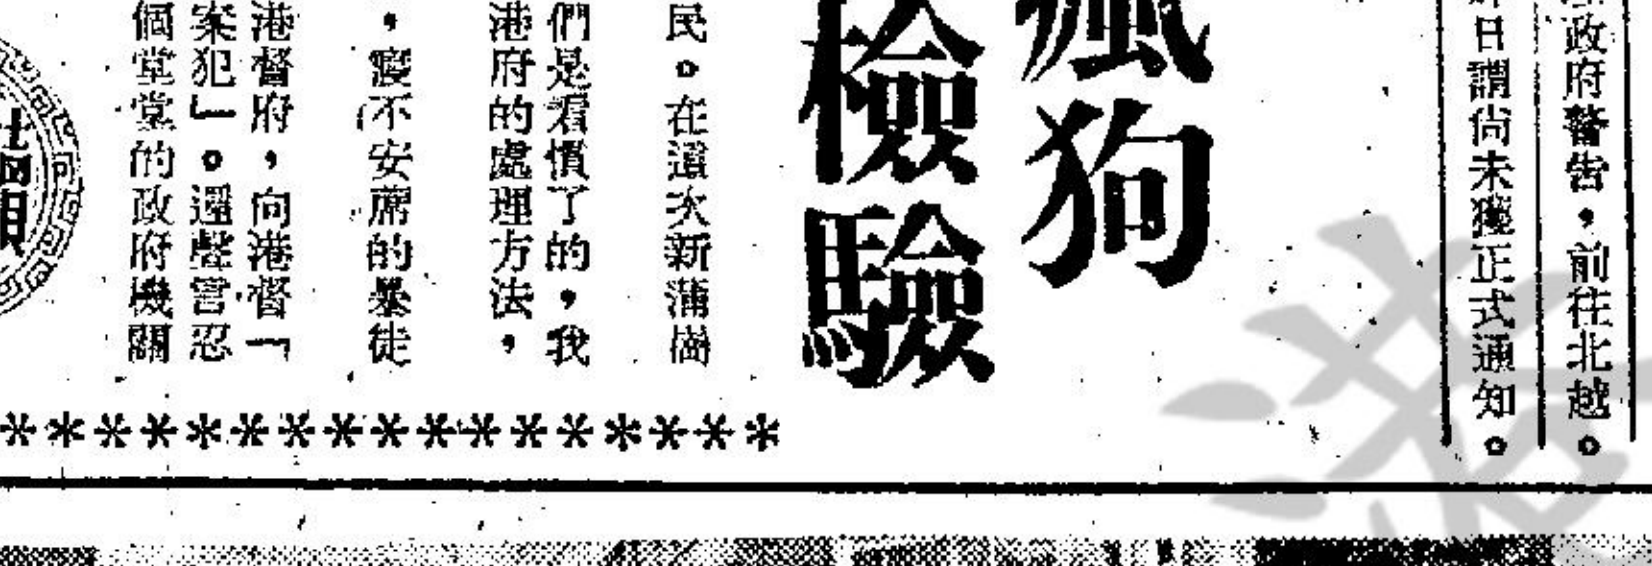 政府警告，前往北越。
日謂尚未獲正式通知。
瘋狗
檢驗
民。在這次新蒲崗
們是看慣了的，我
港府的處理方法，
，寢不安席的暴徒
港督府，向港督「
案犯」。還聲言忍
個堂堂的政府機關
＊＊＊＊＊＊＊＊＊＊＊＊＊＊＊＊＊
港